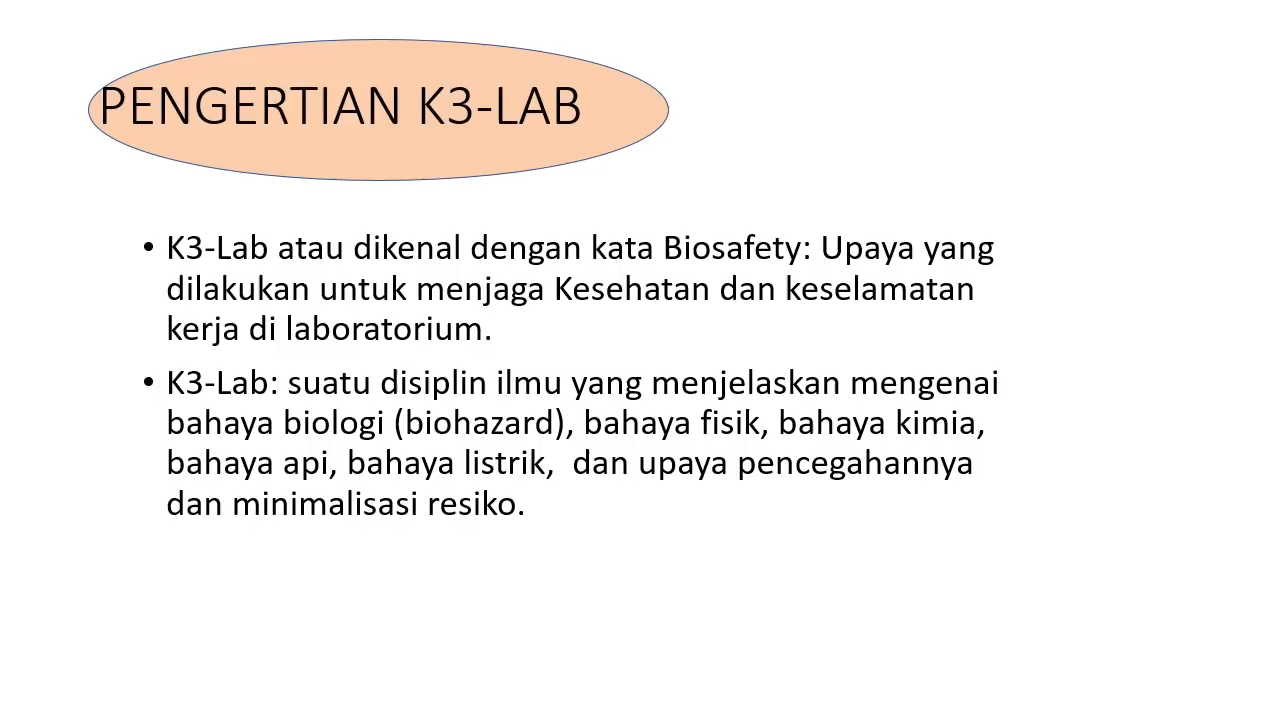 PENGERTIAN K3-LAB
• K3-Lab atau dikenal dengan kata Biosafety: Upaya yang
dilakukan untuk menjaga Kesehatan dan keselamatan
kerja di laboratorium.
• K3-Lab: suatu disiplin ilmu yang menjelaskan mengenai
bahaya biologi (biohazard), bahaya fisik, bahaya kimia,
bahaya api, bahaya listrik,  dan upaya pencegahannya
dan minimalisasi resiko.